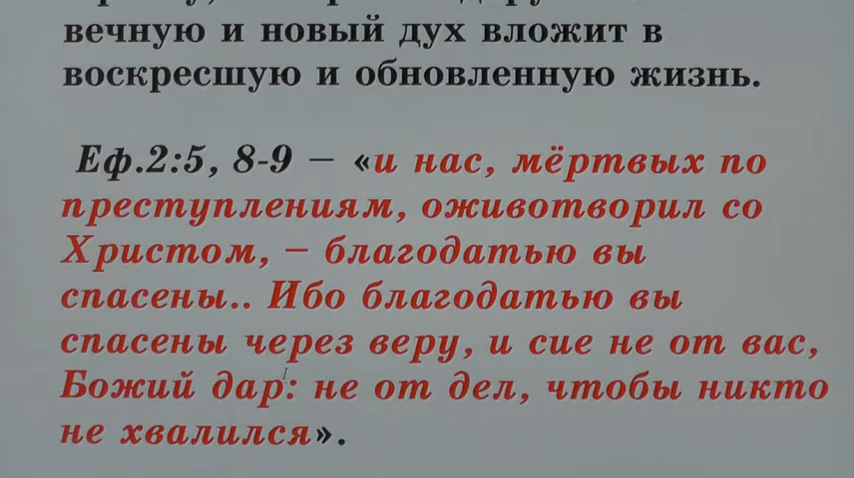 вечную и новый дух вложит в
воскресшую и обновленную жизнь.
Еф.2:5, 8-9 – «и нас, мёртвых по
преступлениям, оживотворил со
Христом, – благодатью вы
спасены.. Ибо благодатью вы
спасены через веру, и сие не от вас,
Божий дар: не от дел, чтобы никто
не хвалился».